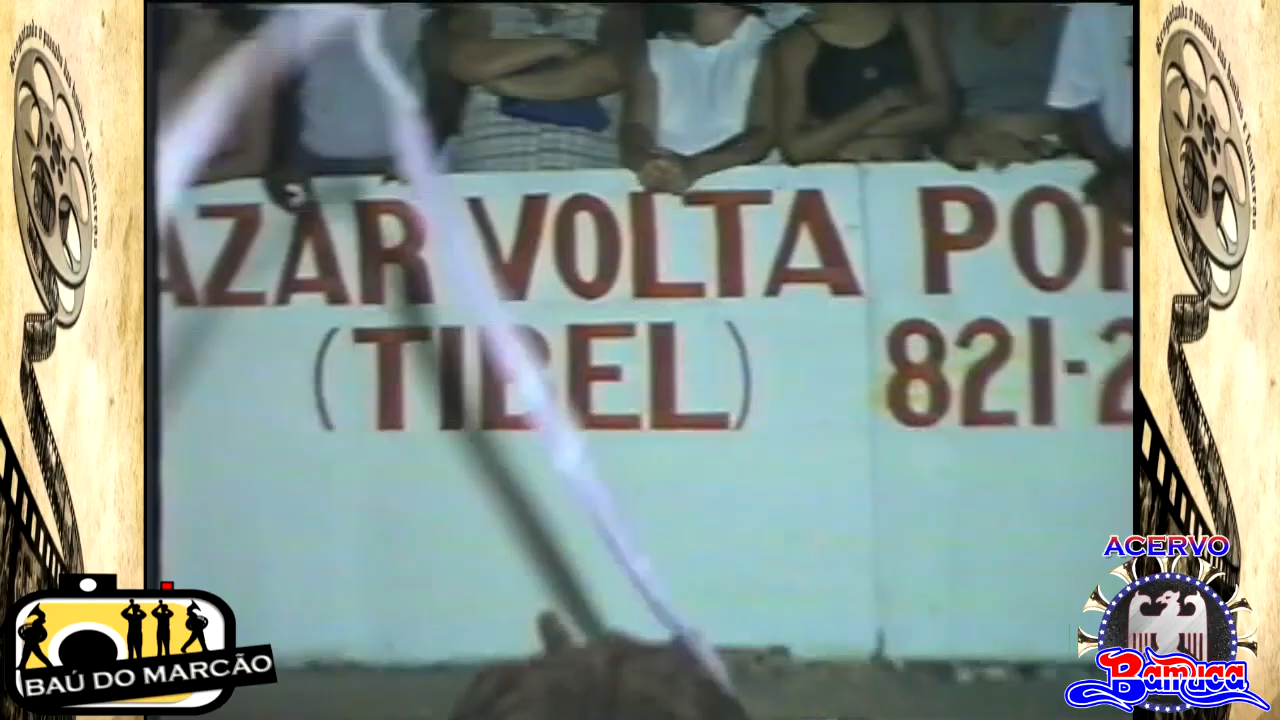 AZAR VOLTA POR
(TIBEL) 821-2
ACERVO
Bamuca
BAÚ DO MARCÃO